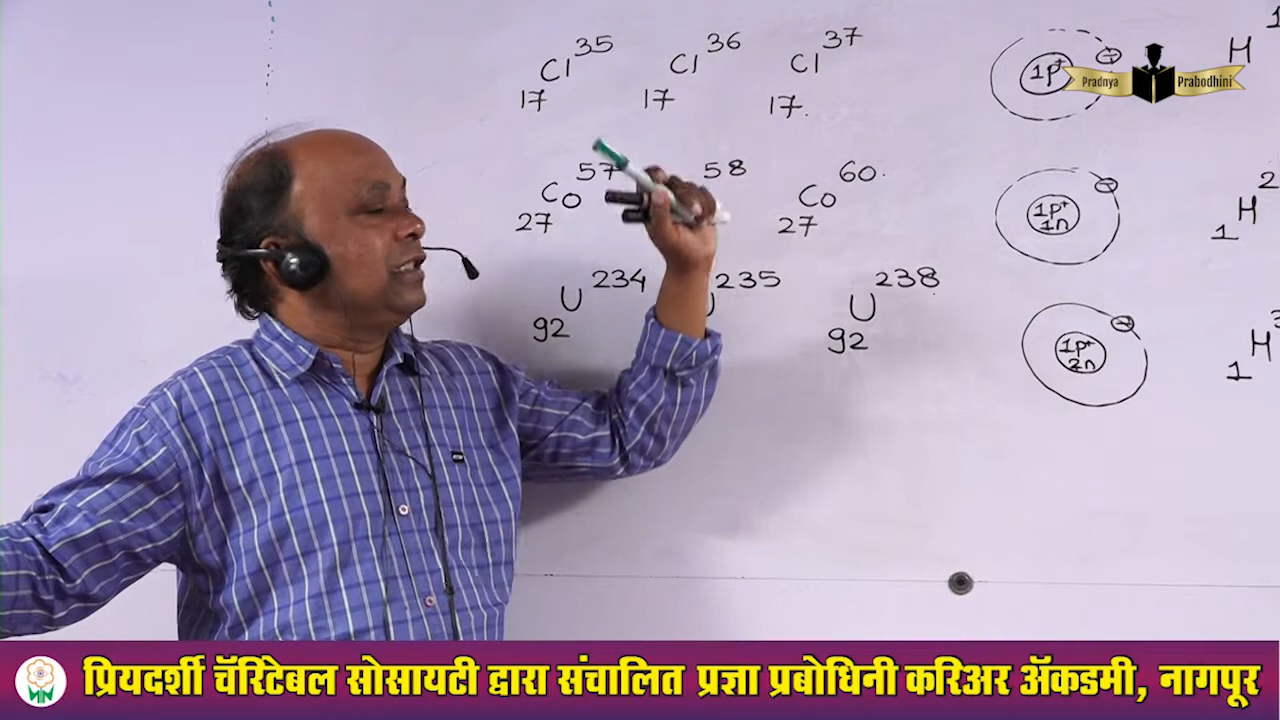 Cl 35 Cl 36 Cl 37 1p+ - H 1
17 17 17.
Pradnya Prabodhini
Co 57 58 Co 60. 1p+ 1n - H 2
27 27 1
U 234 U 235 U 238 1p+ 2n - H 3
92 92 1
प्रियदर्शी चॅरिटेबल सोसायटी द्वारा संचालित प्रज्ञा प्रबोधिनी करिअर ॲकडमी, नागपूर